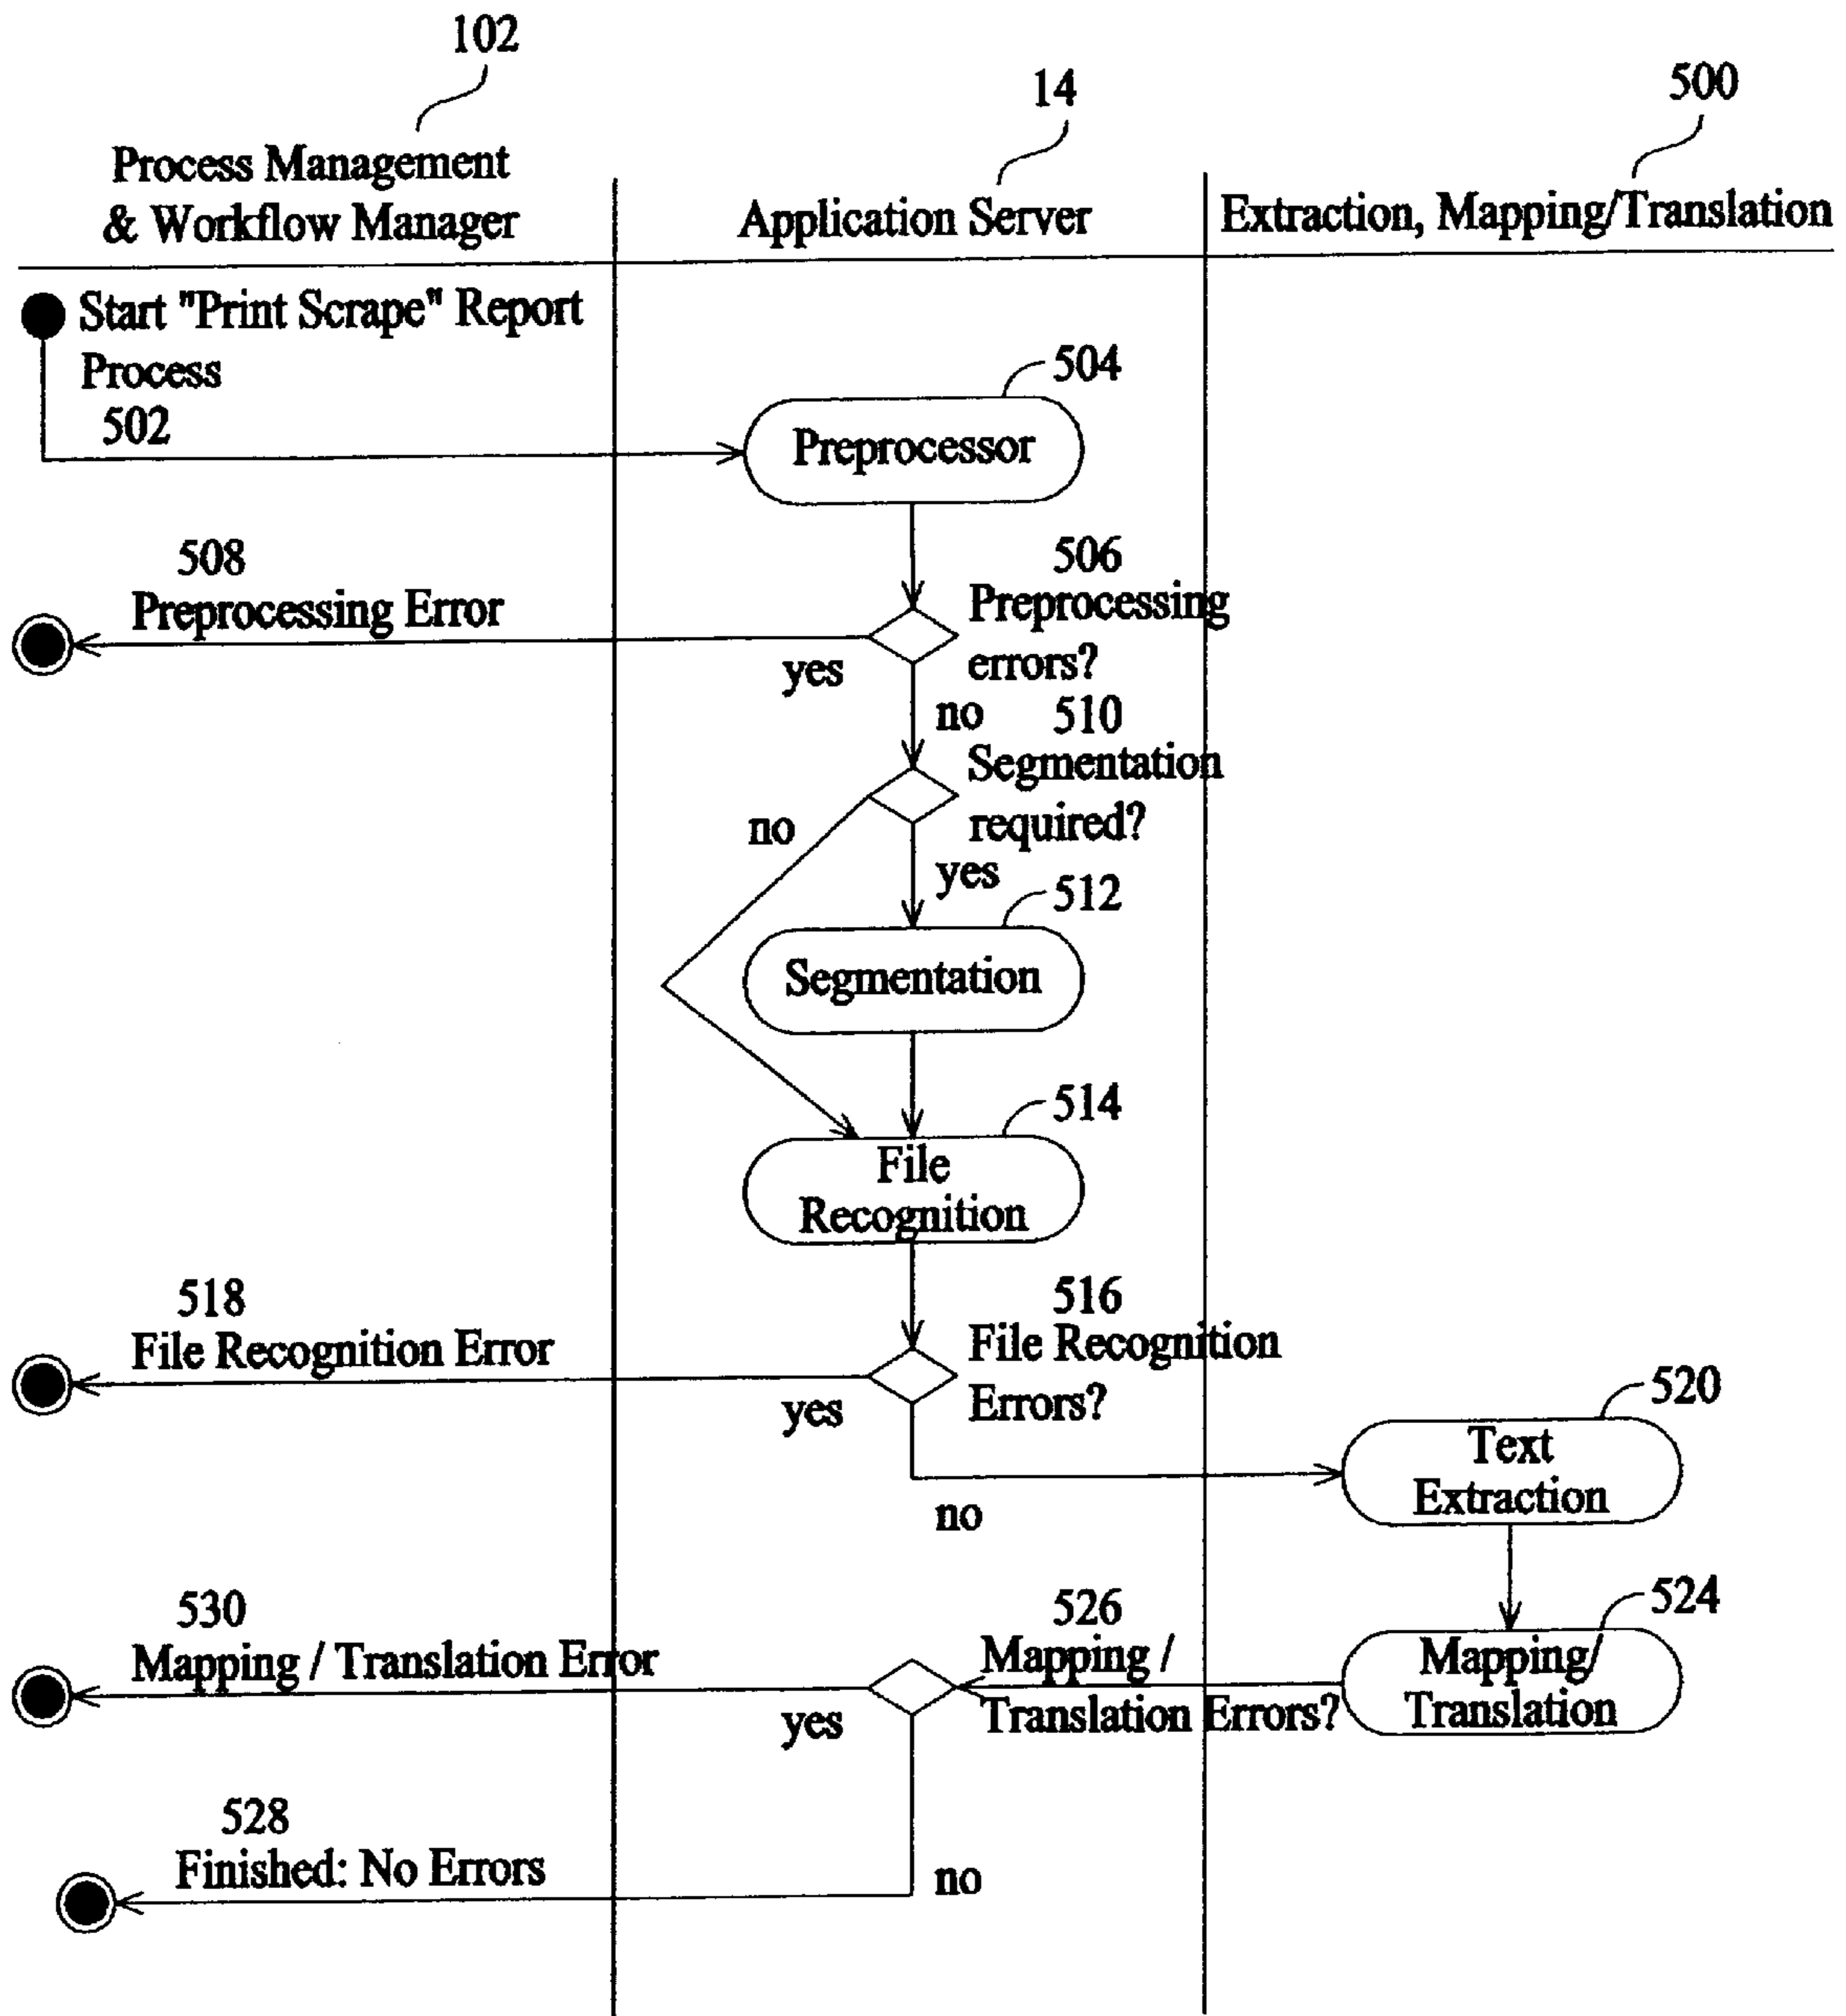 102
14
500
Process Management
& Workflow Manager
Application Server
Extraction, Mapping/Translation
Start "Print Scrape" Report
Process
502
504
Preprocessor
508
Preprocessing Error
506
Preprocessing
errors?
yes
no
510
Segmentation
required?
no
yes
512
Segmentation
514
File
Recognition
518
File Recognition Error
516
File Recognition
Errors?
yes
no
520
Text
Extraction
530
Mapping / Translation Error
526
Mapping /
Translation Errors?
yes
524
Mapping/
Translation
528
Finished: No Errors
no